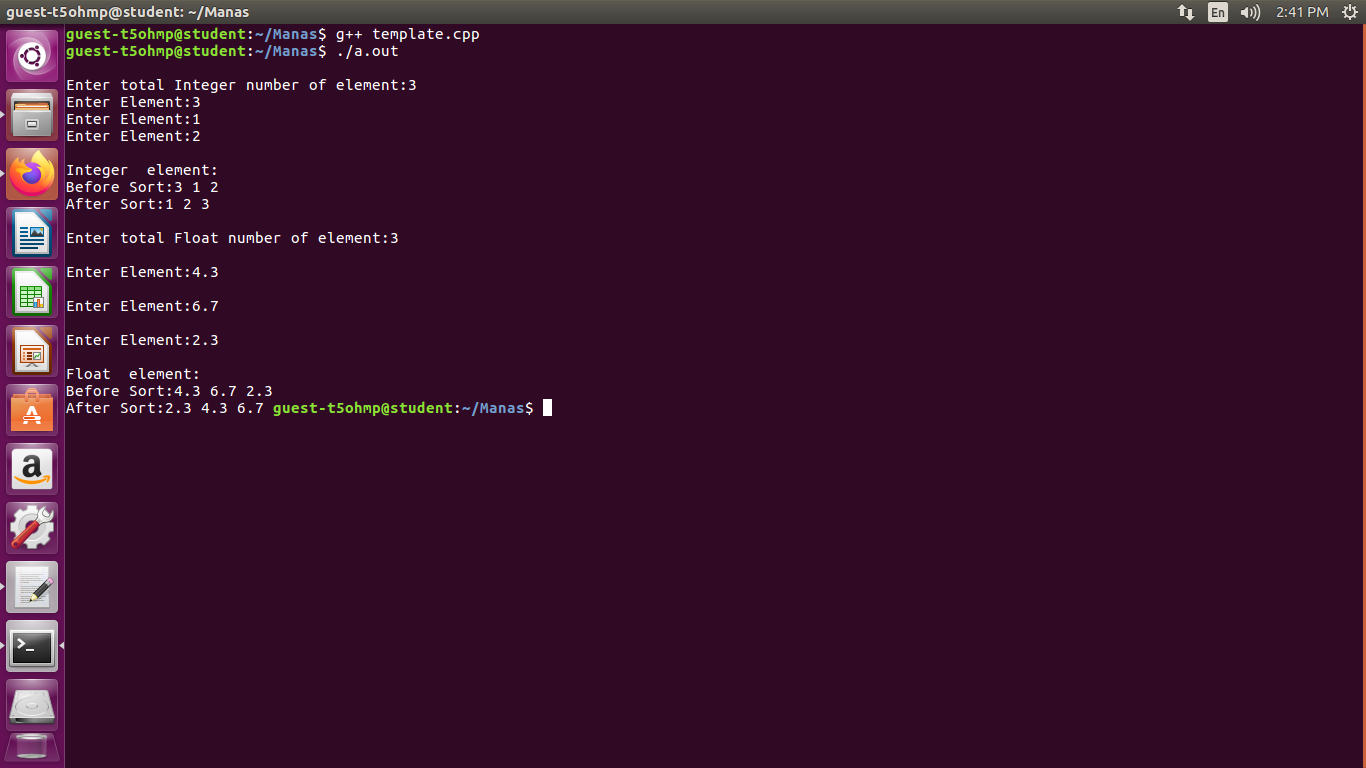 guest-t5ohmp@student: ~/Manas
En
2:41 PM
guest-t5ohmp@student:~/Manas$ g++ template.cpp
guest-t5ohmp@student:~/Manas$ ./a.out
Enter total Integer number of element:3
Enter Element:3
Enter Element:1
Enter Element:2
Integer  element:
Before Sort:3 1 2
After Sort:1 2 3
Enter total Float number of element:3
Enter Element:4.3
Enter Element:6.7
Enter Element:2.3
Float  element:
Before Sort:4.3 6.7 2.3
After Sort:2.3 4.3 6.7 guest-t5ohmp@student:~/Manas$